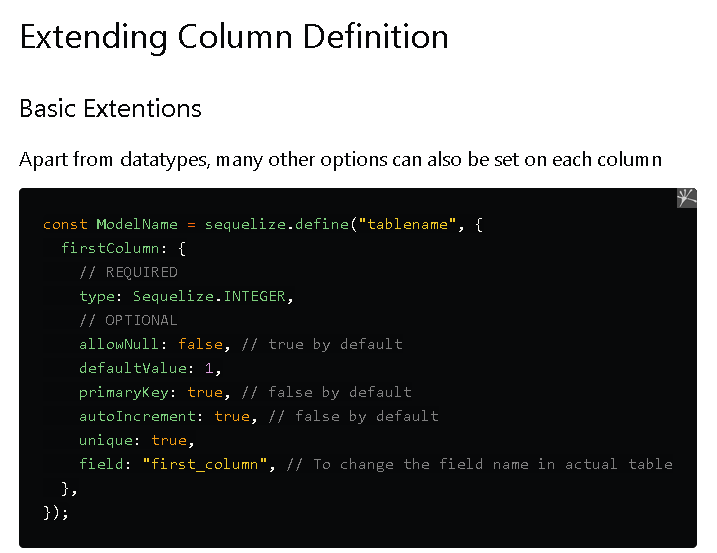 Extending Column Definition
Basic Extentions
Apart from datatypes, many other options can also be set on each column
const ModelName = sequelize.define("tablename", {
  firstColumn: {
    // REQUIRED
    type: Sequelize.INTEGER,
    // OPTIONAL
    allowNull: false, // true by default
    defaultValue: 1,
    primaryKey: true, // false by default
    autoIncrement: true, // false by default
    unique: true,
    field: "first_column", // To change the field name in actual table
  },
});